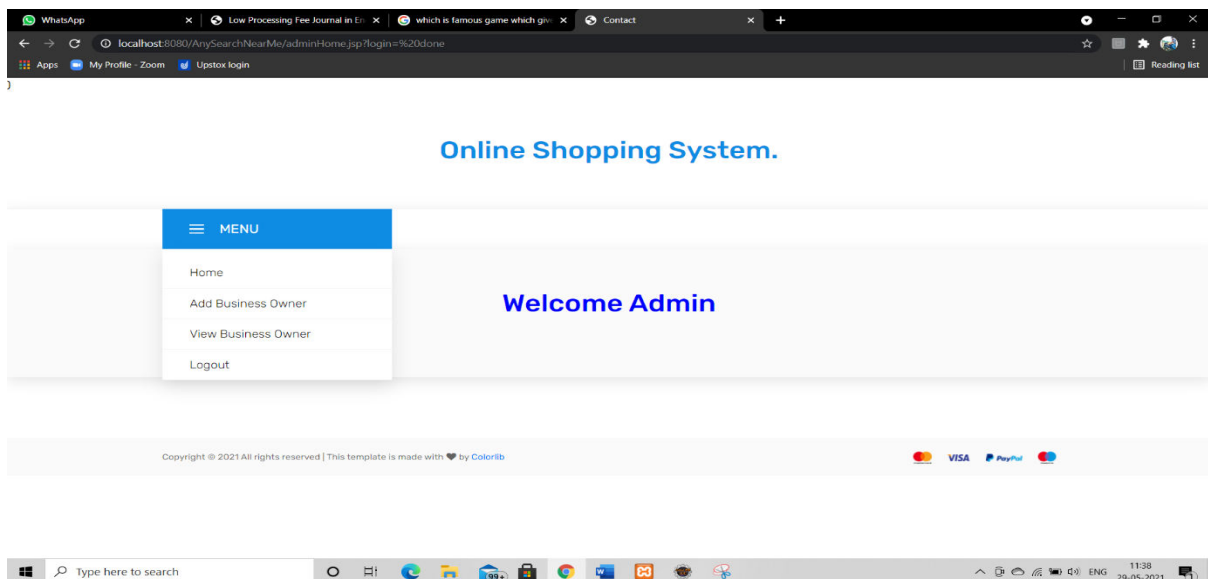 WhatsApp
Low Processing Fee Journal in En
which is famous game which giv
Contact
localhost:8080/AnySearchNearMe/adminHome.jsp?login=%20done
Apps
My Profile - Zoom
Upstox login
Reading list
Online Shopping System.
MENU
Home
Add Business Owner
View Business Owner
Logout
Welcome Admin
Copyright © 2021 All rights reserved | This template is made with ❤ by Colorlib
VISA
PayPal
Type here to search
99+
ENG
11:38
29-05-2021